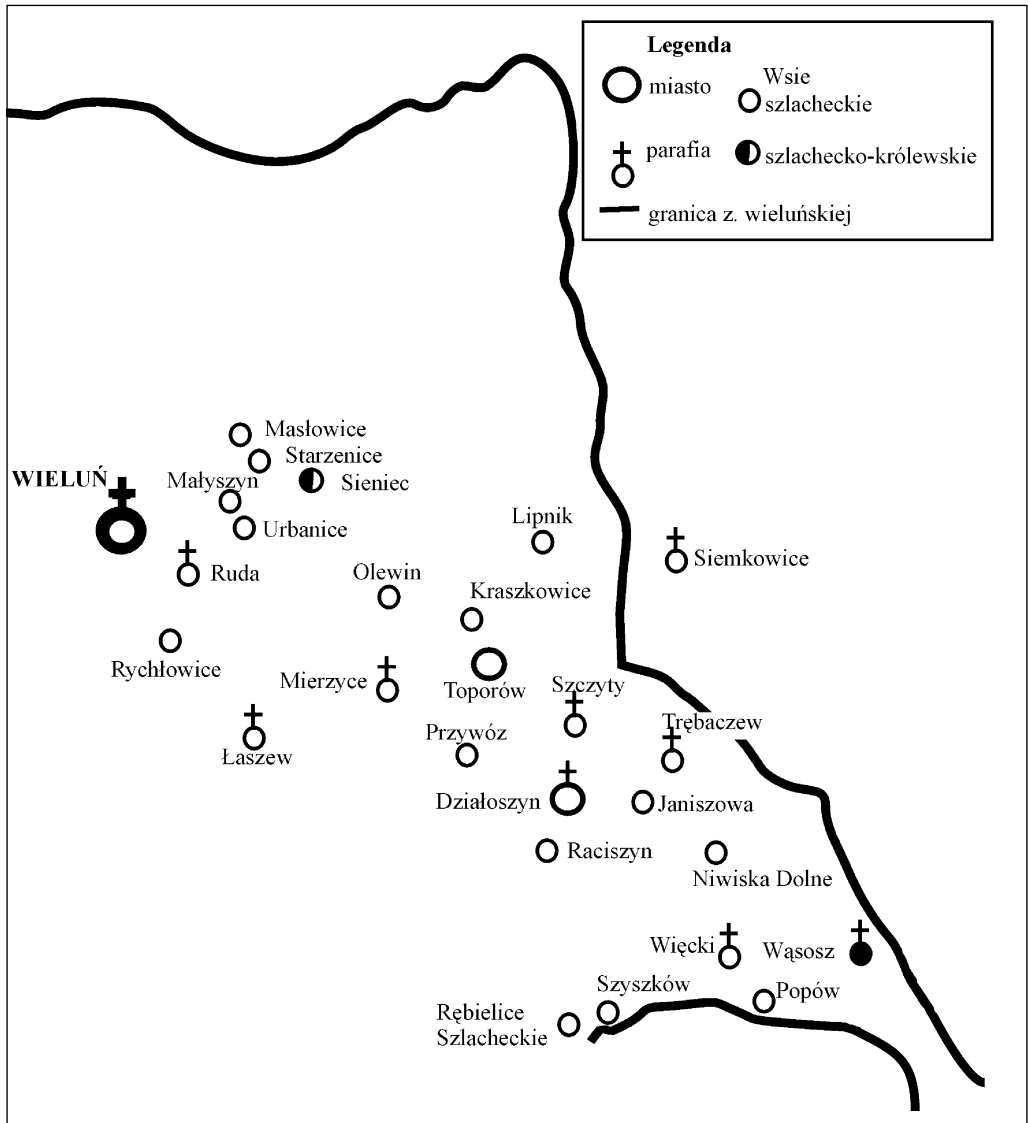 Legenda
miasto
Wsie
szlacheckie
parafia
szlachecko-królewskie
granica z. wieluńskiej
Masłowice
Starzenice
WIELUŃ
Małyszyn
Sieniec
Lipnik
Urbanice
Siemkowice
Ruda
Olewin
Kraszkowice
Rychłowice
Mierzyce
Toporów
Szczyty
Trębaczew
Przywóz
Łaszew
Działoszyn
Janiszowa
Raciszyn
Niwiska Dolne
Więcki
Wąsosz
Szyszków
Popów
Rębielice
Szlacheckie